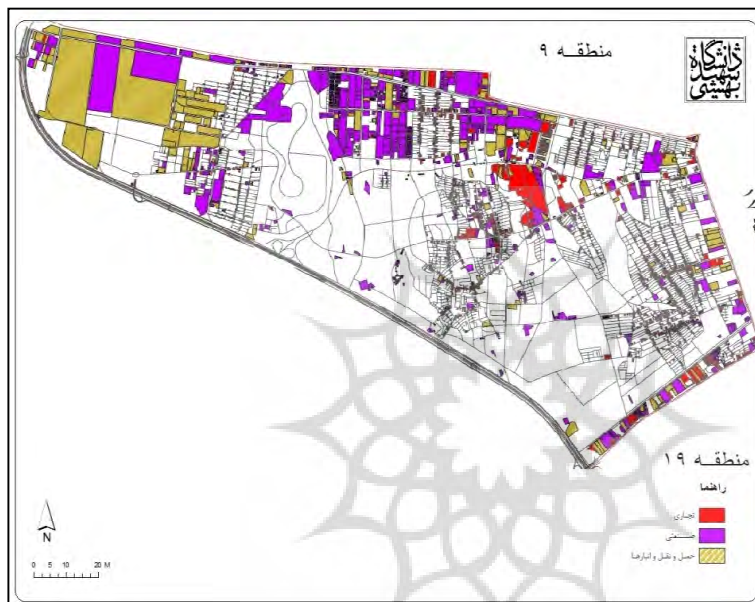 منطقه ۹
دانشگاه
شهید
بهشتی
منطقه ۱۹
راهنما
تجاری
صنعتی
حمل و نقل و انبارها
N
0 5 10 20 M